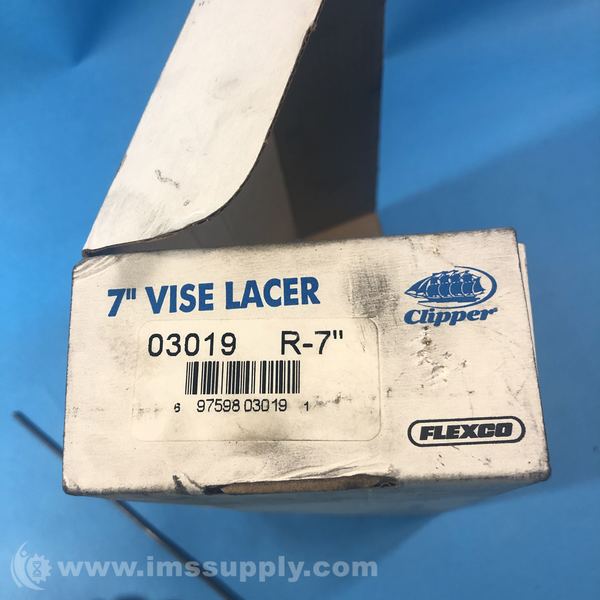 7" VISE LACER
Clipper
03019 R-7"
6 97598 03019 1
FLEXCO
www.imssupply.com